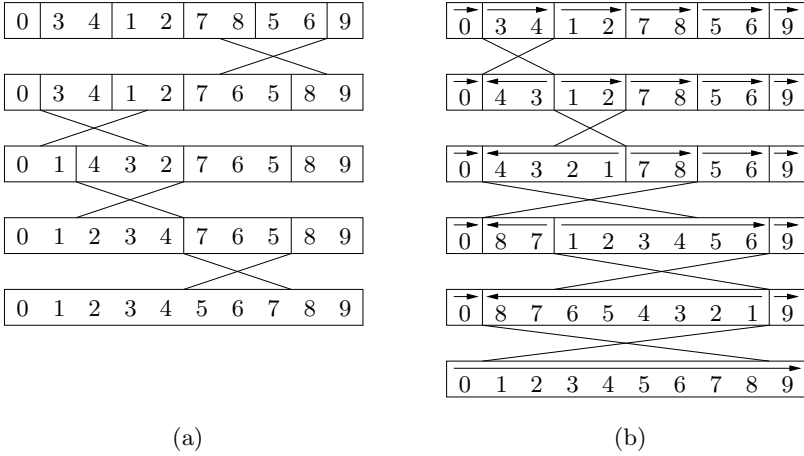 0 3 4 1 2 7 8 5 6 9
0 3 4 1 2 7 6 5 8 9
0 1 4 3 2 7 6 5 8 9
0 1 2 3 4 7 6 5 8 9
0 1 2 3 4 5 6 7 8 9
(a)
0 3 4 1 2 7 8 5 6 9
0 4 3 1 2 7 8 5 6 9
0 4 3 2 1 7 8 5 6 9
0 8 7 1 2 3 4 5 6 9
0 8 7 6 5 4 3 2 1 9
0 1 2 3 4 5 6 7 8 9
(b)